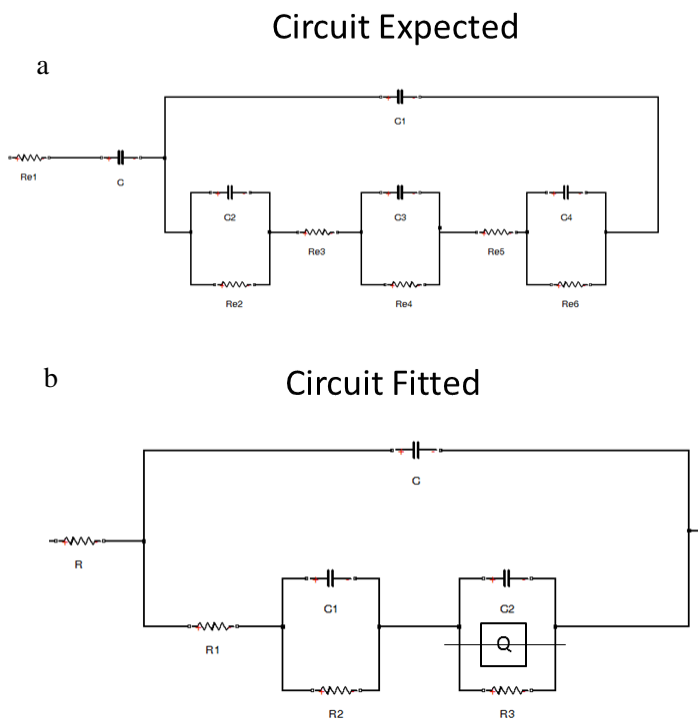 Circuit Expected
a
C1
Re1
C
C2
C3
C4
Re3
Re5
Re2
Re4
Re6
b
Circuit Fitted
C
R
C1
C2
Q
R1
R2
R3